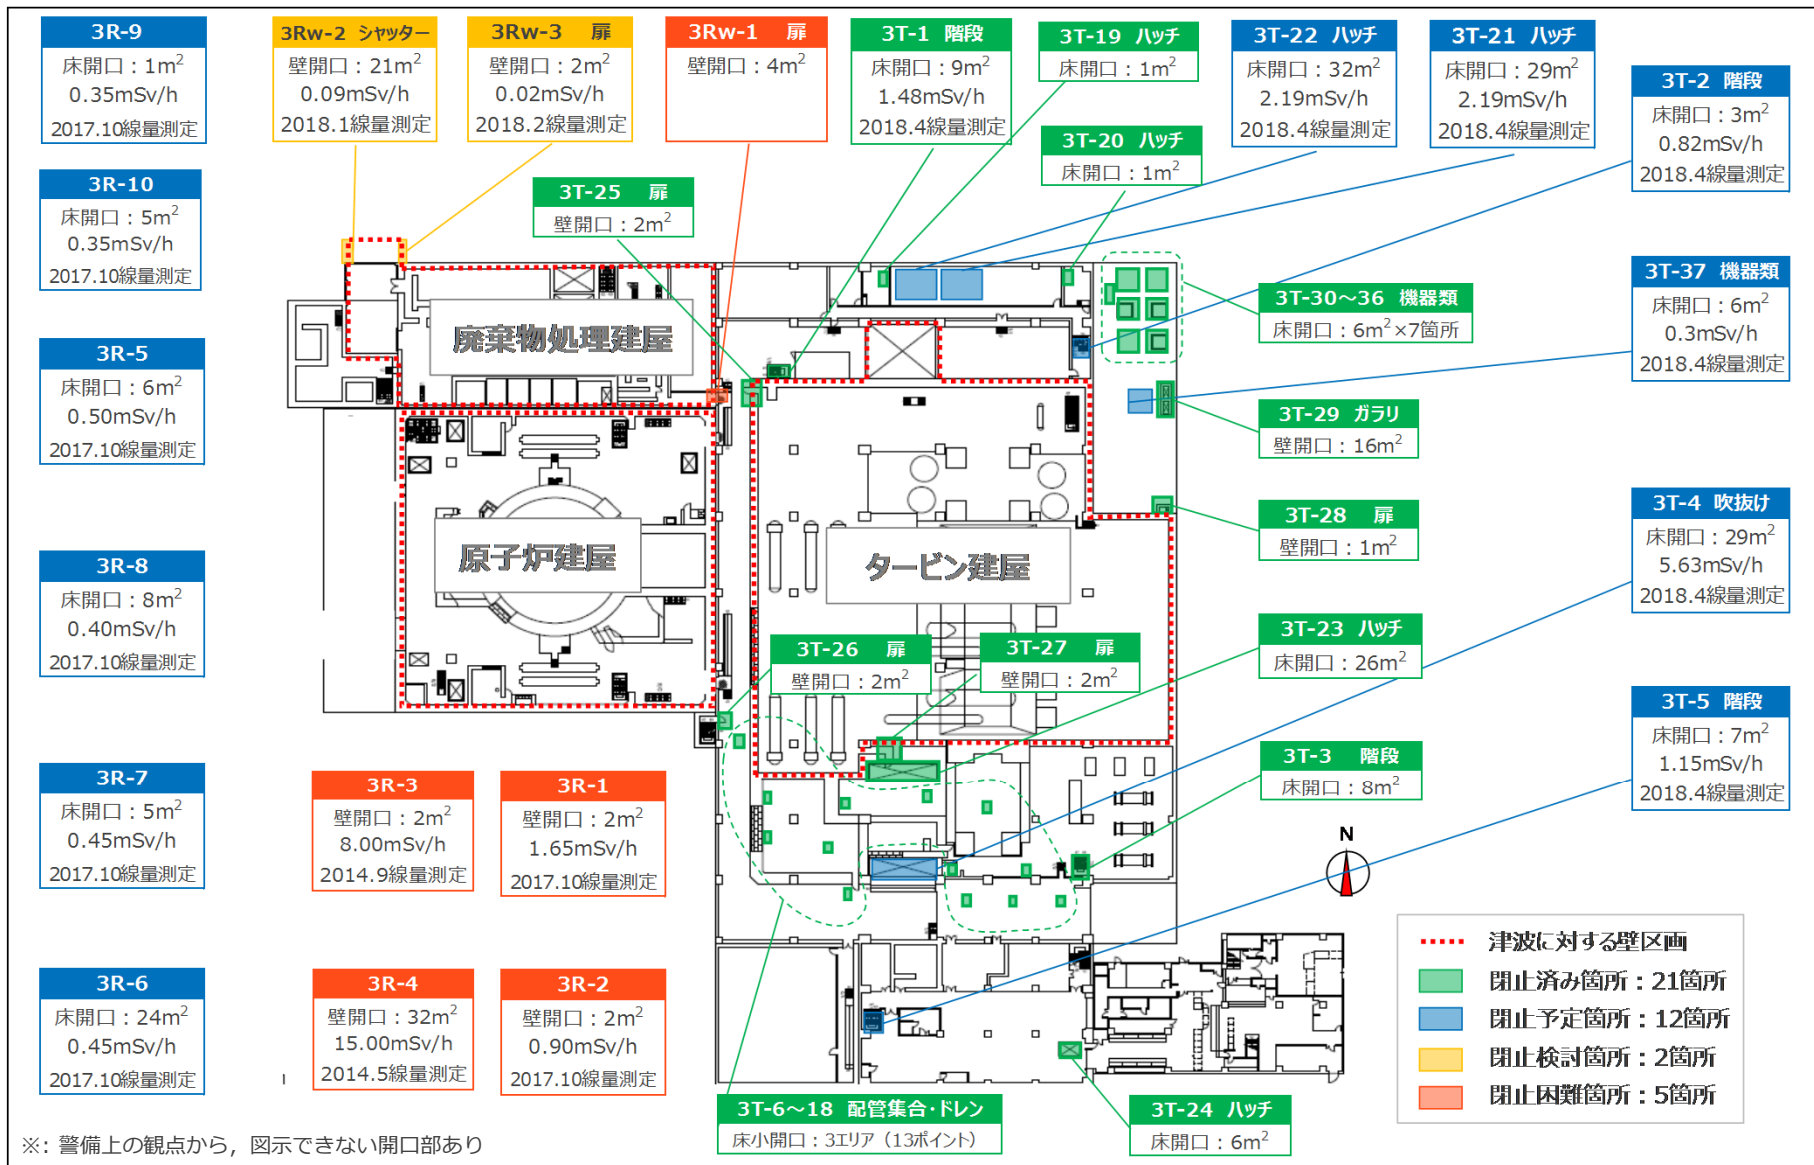 3R-9
床開口：1m²
0.35mSv/h
2017.10線量測定
3Rw-2 シャッター
壁開口：21m²
0.09mSv/h
2018.1線量測定
3Rw-3 扉
壁開口：2m²
0.02mSv/h
2018.2線量測定
3Rw-1 扉
壁開口：4m²
3T-1 階段
床開口：9m²
1.48mSv/h
2018.4線量測定
3T-19 ハッチ
床開口：1m²
3T-22 ハッチ
床開口：32m²
2.19mSv/h
2018.4線量測定
3T-21 ハッチ
床開口：29m²
2.19mSv/h
2018.4線量測定
3T-2 階段
床開口：3m²
0.82mSv/h
2018.4線量測定
3T-20 ハッチ
床開口：1m²
3R-10
床開口：5m²
0.35mSv/h
2017.10線量測定
3T-25 扉
壁開口：2m²
3T-37 機器類
床開口：6m²
0.3mSv/h
2018.4線量測定
3T-30～36 機器類
床開口：6m²×7箇所
廃棄物処理建屋
3R-5
床開口：6m²
0.50mSv/h
2017.10線量測定
3T-29 ガラリ
壁開口：16m²
3T-28 扉
壁開口：1m²
3T-4 吹抜け
床開口：29m²
5.63mSv/h
2018.4線量測定
原子炉建屋
タービン建屋
3R-8
床開口：8m²
0.40mSv/h
2017.10線量測定
3T-26 扉
壁開口：2m²
3T-27 扉
壁開口：2m²
3T-23 ハッチ
床開口：26m²
3T-5 階段
床開口：7m²
1.15mSv/h
2018.4線量測定
3T-3 階段
床開口：8m²
3R-7
床開口：5m²
0.45mSv/h
2017.10線量測定
3R-3
壁開口：2m²
8.00mSv/h
2014.9線量測定
3R-1
壁開口：2m²
1.65mSv/h
2017.10線量測定
N
3R-6
床開口：24m²
0.45mSv/h
2017.10線量測定
3R-4
壁開口：32m²
15.00mSv/h
2014.5線量測定
3R-2
壁開口：2m²
0.90mSv/h
2017.10線量測定
津波に対する壁区画
閉止済み箇所：21箇所
閉止予定箇所：12箇所
閉止検討箇所：2箇所
閉止困難箇所：5箇所
3T-6～18 配管集合・ドレン
床小開口：3エリア（13ポイント）
3T-24 ハッチ
床開口：6m²
※: 警備上の観点から，図示できない開口部あり